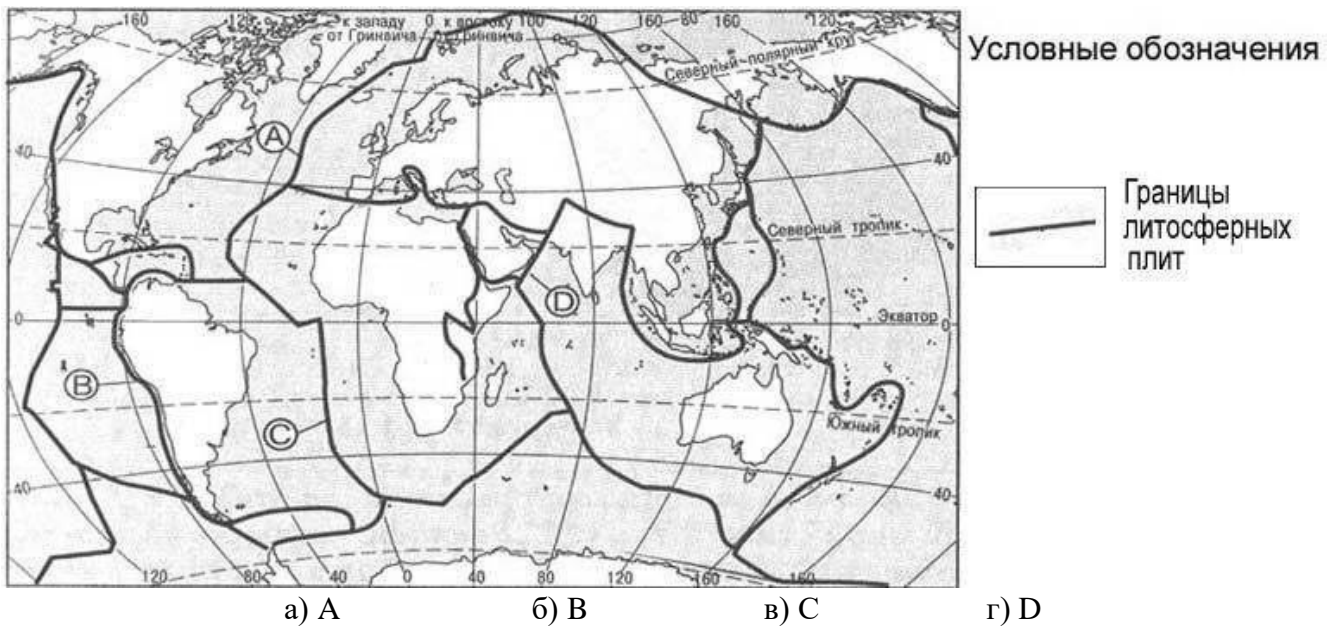 160 120 80 к западу 0 к востоку 100 120 160 80 160 120
от Гринвича от Гринвича
Северный полярный круг
Условные обозначения
А
40 40
Границы
литосферных
плит
Северный тропик
D
0 Экватор 0
B
C
Южный тропик
40 40
120 80 40 0 40 80 120 160 160
а) А б) В в) С г) D